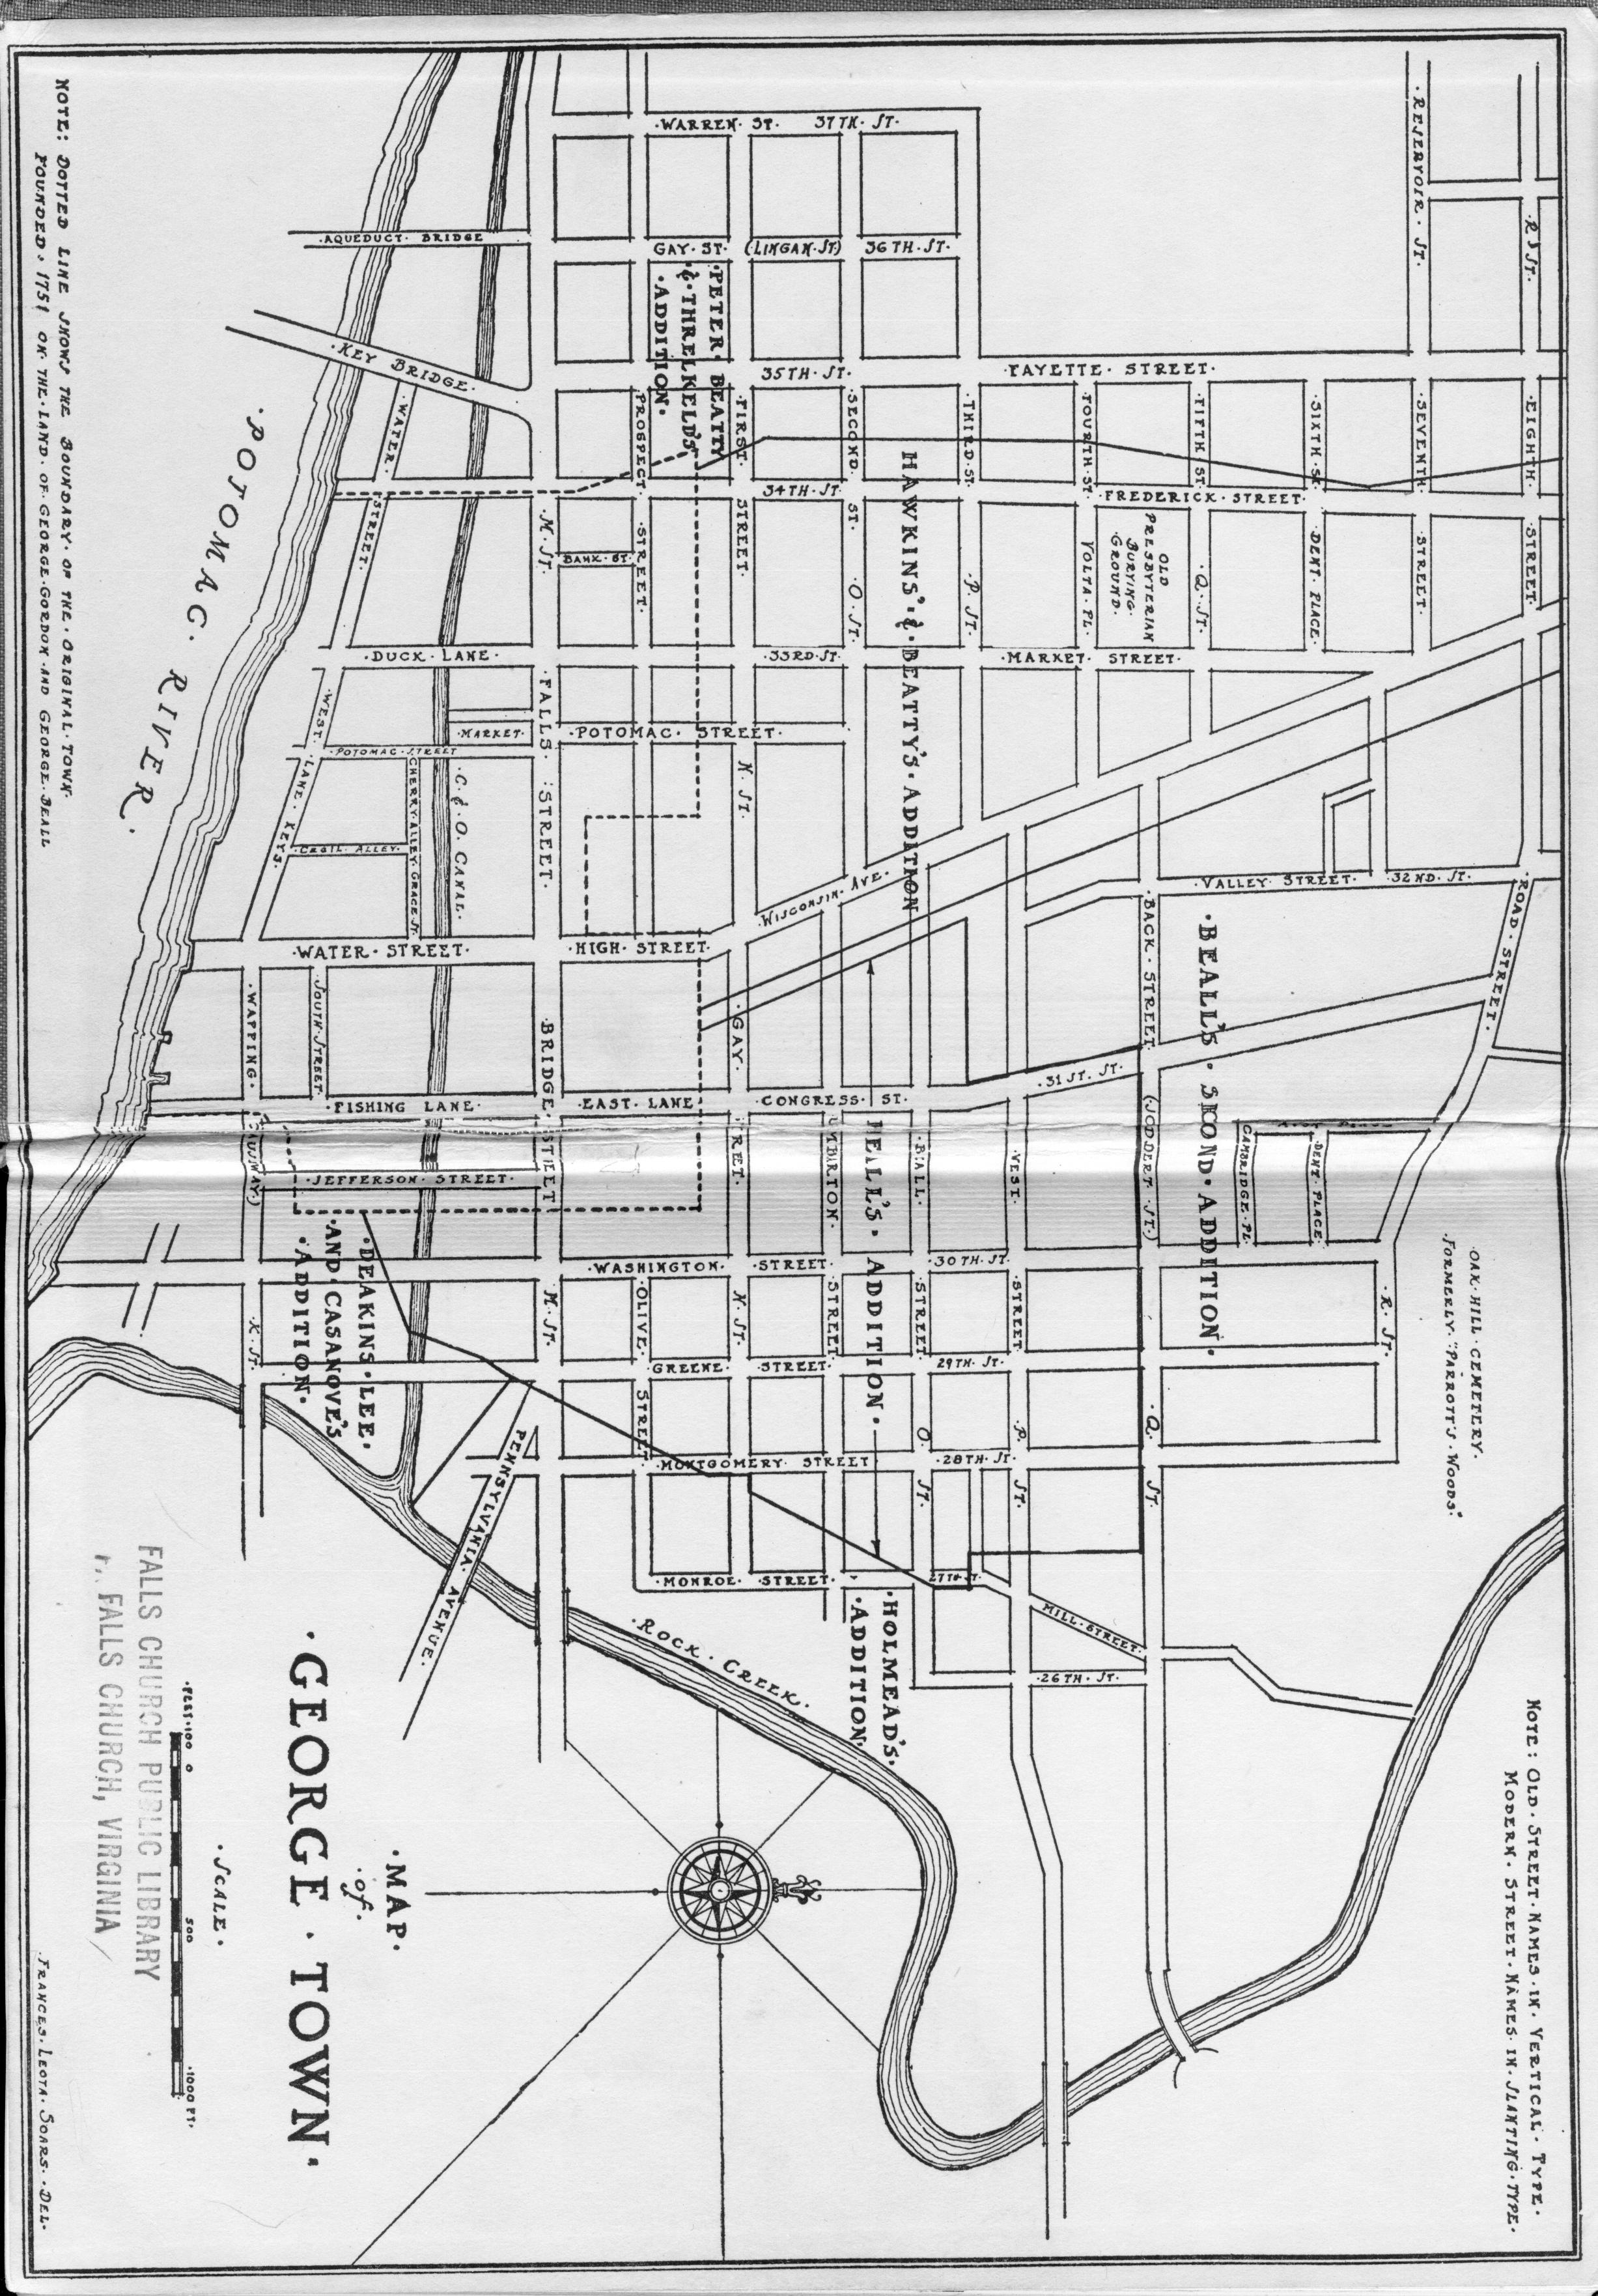 NOTE: DOTTED LINE SHOWS THE BOUNDARY OF THE ORIGINAL TOWN
FOUNDED 1751 ON THE LAND OF GEORGE GORDON AND GEORGE BEALL
NOTE: OLD STREET NAMES IN VERTICAL TYPE.
MODERN STREET NAMES IN SLANTING TYPE.
MAP
of
GEORGE TOWN
SCALE
FEET 100 0 500 1000 FT.
FRANCES LEOTA SOARS DEL.
FALLS CHURCH PUBLIC LIBRARY
FALLS CHURCH, VIRGINIA
POTOMAC RIVER
ROCK CREEK
C. & O. CANAL
AQUEDUCT BRIDGE
KEY BRIDGE
WARREN ST. 37TH ST.
GAY ST. (LINGAN ST) 36TH ST.
35TH ST. FAYETTE STREET
34TH ST. FREDERICK STREET
DUCK LANE 33RD ST. MARKET STREET
MARKET
POTOMAC STREET
POTOMAC STREET
CHERRY ALLEY GRACE ST.
CECIL ALLEY
BANK ST.
VALLEY STREET 32ND ST.
WATER STREET HIGH STREET WISCONSIN AVE.
FISHING LANE EAST LANE CONGRESS ST. 31ST ST.
JEFFERSON STREET
WASHINGTON STREET 30TH ST.
GREENE STREET 29TH ST.
MONTGOMERY STREET 28TH ST.
MONROE STREET 27TH ST.
MILL STREET
26TH ST.
PENNSYLVANIA AVENUE
WATER STREET
WEST LANE KEYS
WAPPING
K. ST.
SOUTH STREET
M. ST. FALLS STREET
BRIDGE STREET M. ST.
PROSPECT STREET
OLIVE STREET
FIRST STREET N. ST.
GAY STREET N. ST.
SECOND ST. O. ST.
DUMBARTON STREET
THIRD ST. P. ST.
BEALL STREET O. ST.
FOURTH ST. VOLTA PL.
WEST STREET P. ST.
FIFTH ST. Q. ST.
BACK STREET (STODDERT ST.) Q. ST.
SIXTH ST. DENT PLACE
CAMBRIDGE PL.
DENT PLACE
SEVENTH STREET
RESERVOIR ST.
EIGHTH STREET
R. ST.
ROAD STREET
R. ST.
OLD
PRESBYTERIAN
BURYING
GROUND
OAK HILL CEMETERY
FORMERLY "PARROTT'S WOODS"
PETER BEATTY
& THRELKELD'S
ADDITION
HAWKINS' & BEATTY'S ADDITION
BEALL'S SECOND ADDITION
BEALL'S ADDITION
DEAKINS LEE
AND CASANOVE'S
ADDITION
HOLMEAD'S
ADDITION